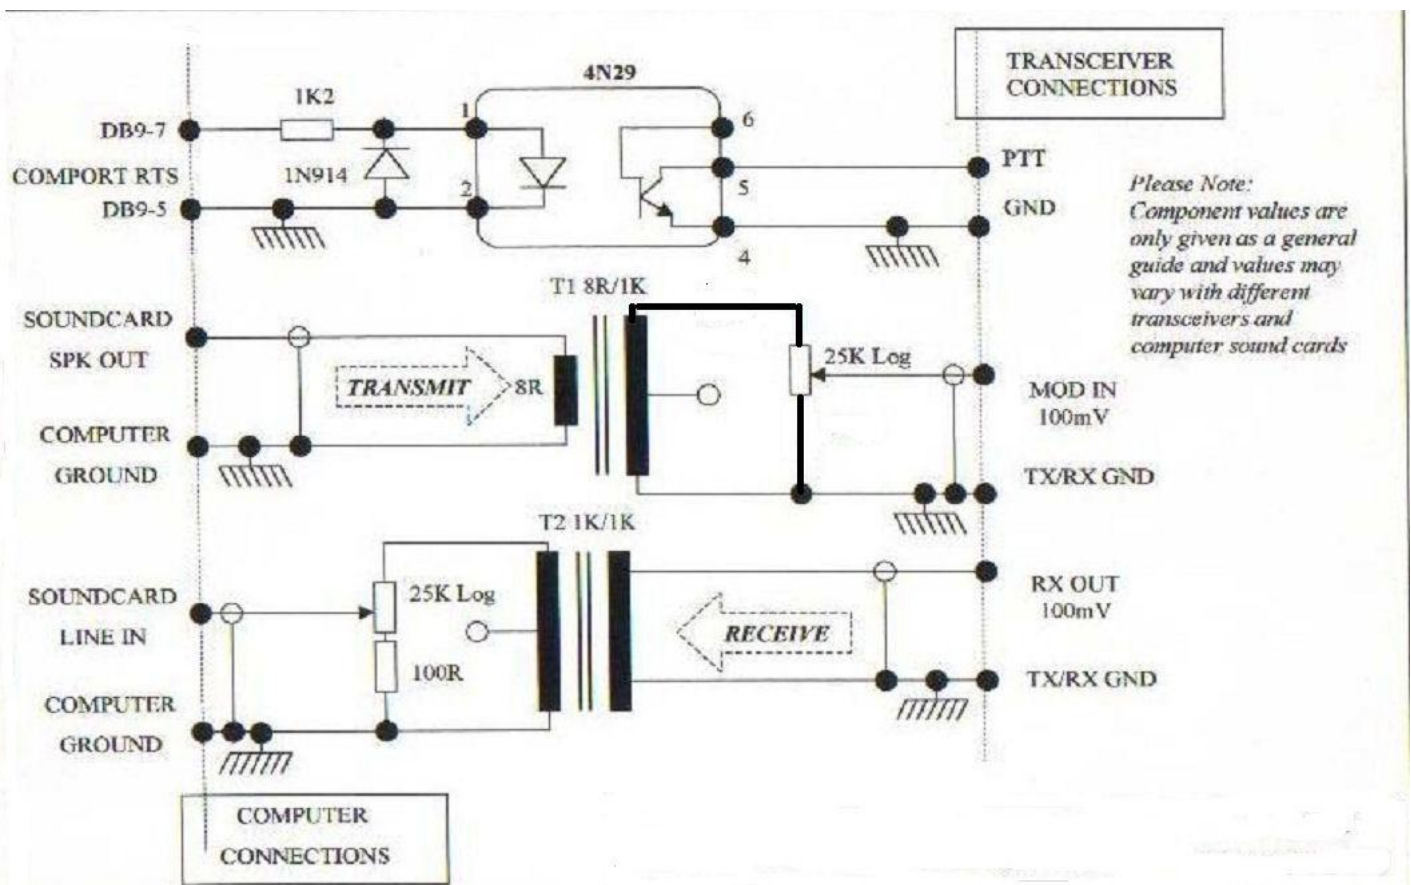 TRANSCEIVER
CONNECTIONS
4N29
1K2
1
6
DB9-7
COMPORT RTS
1N914
DB9-5
2
5
4
PTT
GND
Please Note:
Component values are
only given as a general
guide and values may
vary with different
transceivers and
computer sound cards
T1 8R/1K
SOUNDCARD
SPK OUT
TRANSMIT
8R
25K Log
MOD IN
100mV
COMPUTER
GROUND
TX/RX GND
T2 1K/1K
SOUNDCARD
LINE IN
25K Log
100R
RECEIVE
RX OUT
100mV
COMPUTER
GROUND
TX/RX GND
COMPUTER
CONNECTIONS